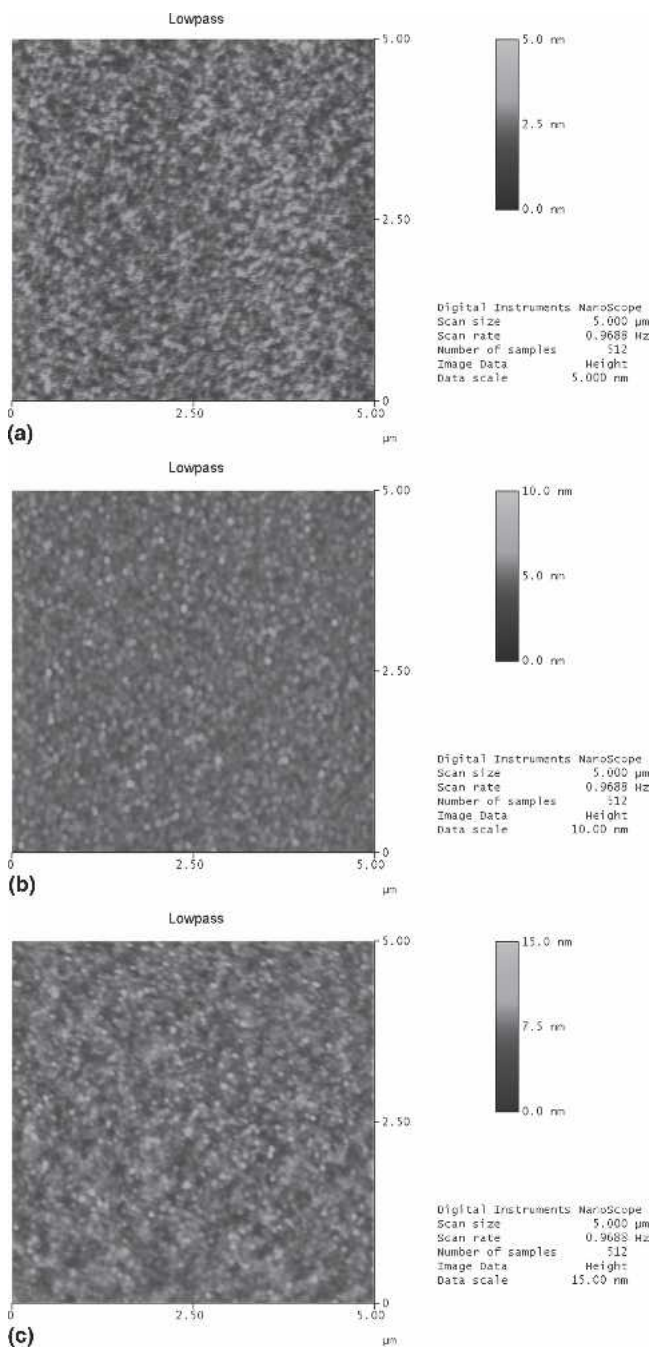 Lowpass
5.00
2.50
0
0
2.50
5.00
µm
5.0 nm
2.5 nm
0.0 nm
Digital Instruments NanoScope
Scan size 5.000 µm
Scan rate 0.9688 Hz
Number of samples 512
Image Data Height
Data scale 5.000 nm
(a)
Lowpass
5.00
2.50
0
0
2.50
5.00
µm
10.0 nm
5.0 nm
0.0 nm
Digital Instruments NanoScope
Scan size 5.000 µm
Scan rate 0.9688 Hz
Number of samples 512
Image Data Height
Data scale 10.00 nm
(b)
Lowpass
5.00
2.50
0
0
2.50
5.00
µm
15.0 nm
7.5 nm
0.0 nm
Digital Instruments NanoScope
Scan size 5.000 µm
Scan rate 0.9688 Hz
Number of samples 512
Image Data Height
Data scale 15.00 nm
(c)